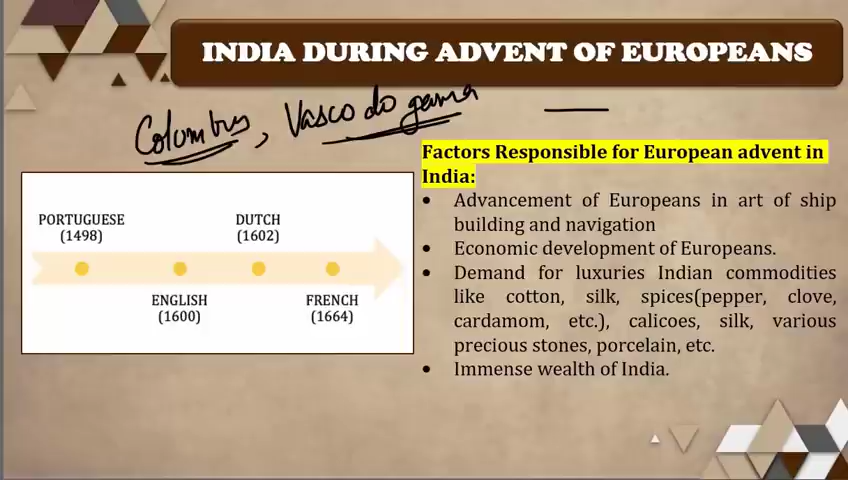 INDIA DURING ADVENT OF EUROPEANS
Columbus, Vasco do gama
PORTUGUESE
(1498)
DUTCH
(1602)
ENGLISH
(1600)
FRENCH
(1664)
Factors Responsible for European advent in
India:
• Advancement of Europeans in art of ship
building and navigation
• Economic development of Europeans.
• Demand for luxuries Indian commodities
like cotton, silk, spices(pepper, clove,
cardamom, etc.), calicoes, silk, various
precious stones, porcelain, etc.
• Immense wealth of India.